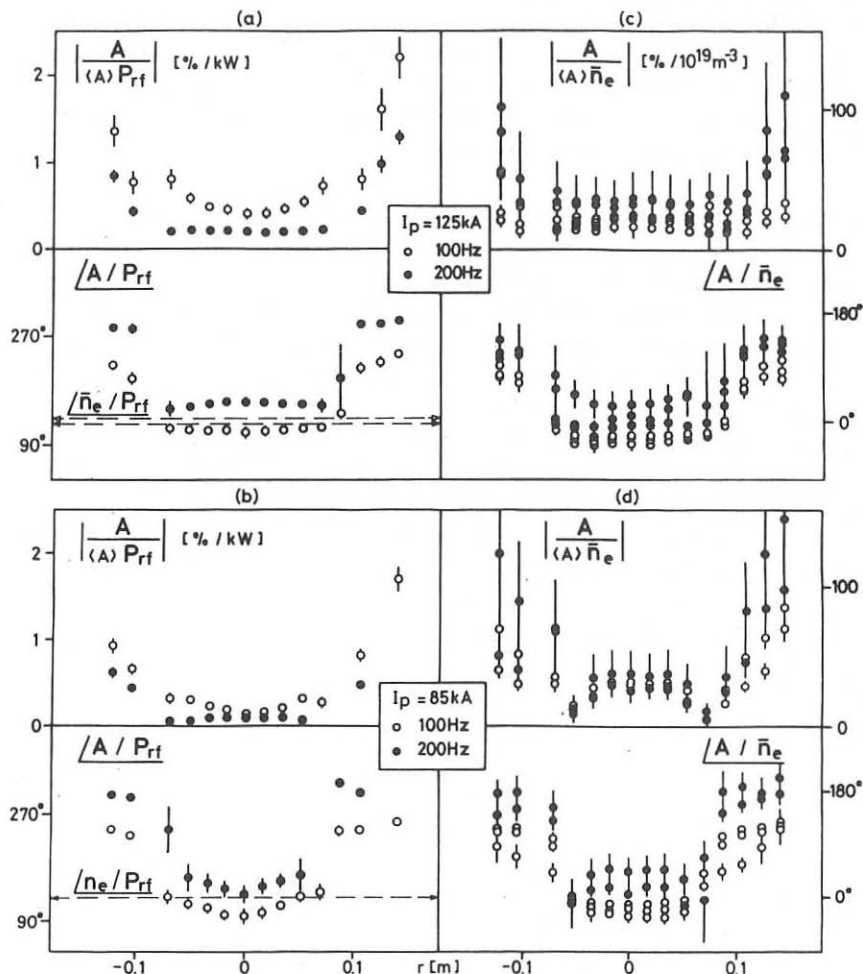 (a)
| A / ⟨A⟩ P_rf | [%/kW]
2
1
0
/A / P_rf
270°
/n̄_e / P_rf
90°
I_p = 125kA
○ 100Hz
● 200Hz
(c)
| A / ⟨A⟩ n̄_e | [%/10¹⁹m⁻³]
100
0
/A / n̄_e
180°
0°
(b)
| A / ⟨A⟩ P_rf | [%/kW]
2
1
0
/A / P_rf
270°
/n_e / P_rf
90°
-0.1
0
0.1
I_p = 85kA
○ 100Hz
● 200Hz
(d)
| A / ⟨A⟩ n̄_e |
100
0
/A / n̄_e
180°
0°
r [m]
-0.1
0
0.1